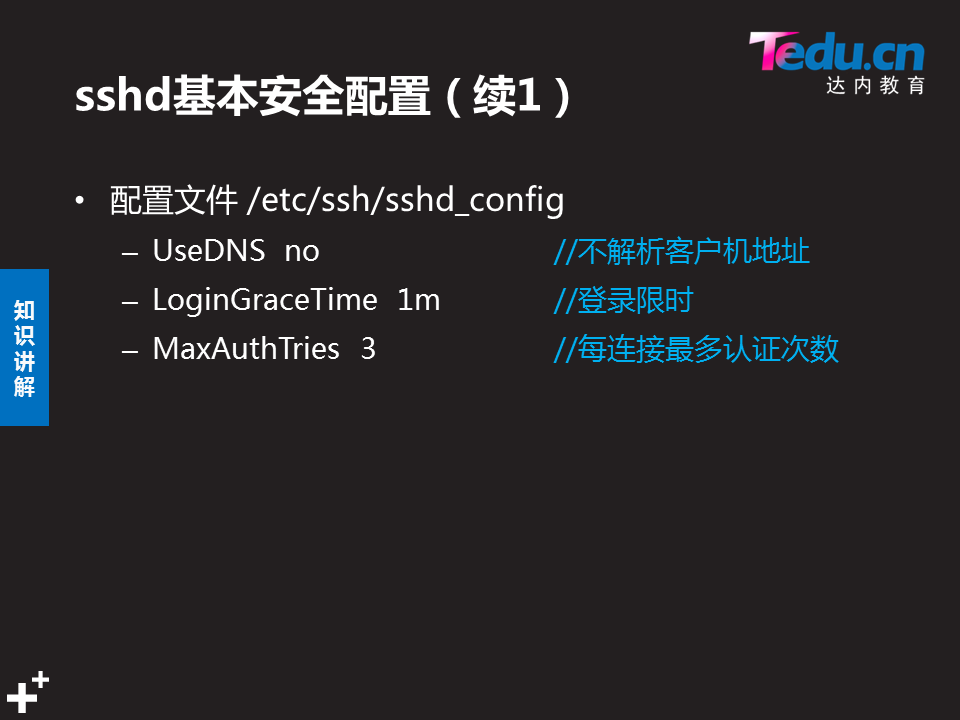 Tedu.cn
达内教育
sshd基本安全配置（续1）
• 配置文件 /etc/ssh/sshd_config
– UseDNS no //不解析客户机地址
– LoginGraceTime 1m //登录限时
– MaxAuthTries 3 //每连接最多认证次数
知识讲解